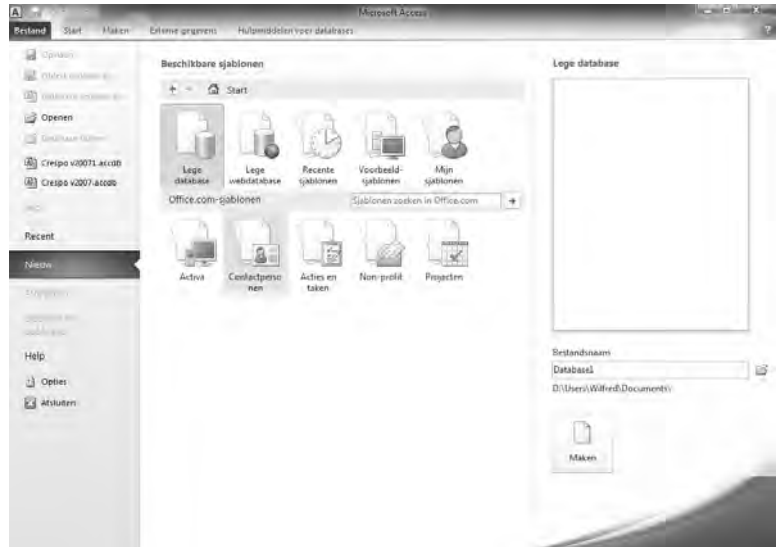 Microsoft Access
Bestand Start Maken Externe gegevens Hulpmiddelen voor databases
Opslaan
Openen
Crespo v20071.accdb
Crespo v2007.accdb
Recent
Nieuw
Help
Opties
Afsluiten
Beschikbare sjablonen
Start
Lege database
Lege webdatabase
Recente sjablonen
Voorbeeld-sjablonen
Mijn sjablonen
Office.com-sjablonen
Sjablonen zoeken in Office.com
Activa
Contactperso
nen
Acties en
taken
Non-profit
Projecten
Lege database
Bestandsnaam
Database1
D:\Users\Wilfred\Documents\
Maken